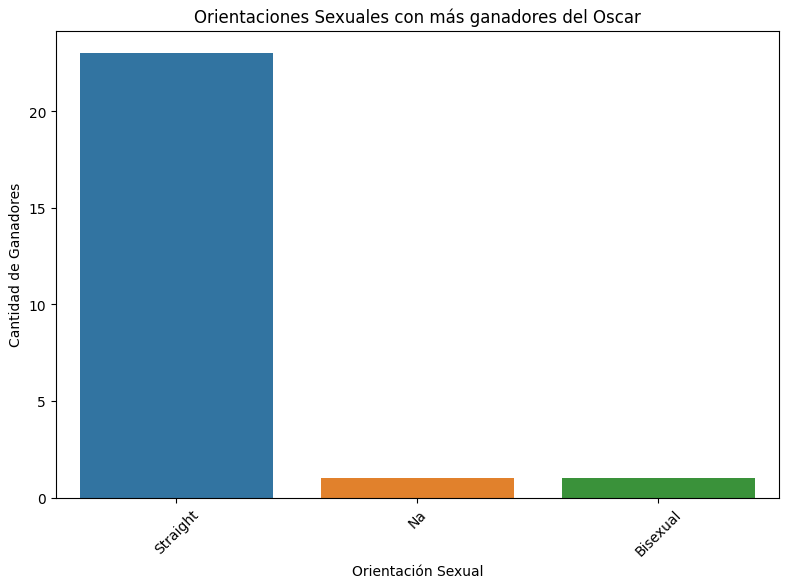 Orientaciones Sexuales con más ganadores del Oscar
Cantidad de Ganadores
20
15
10
5
0
Straight
Na
Bisexual
Orientación Sexual